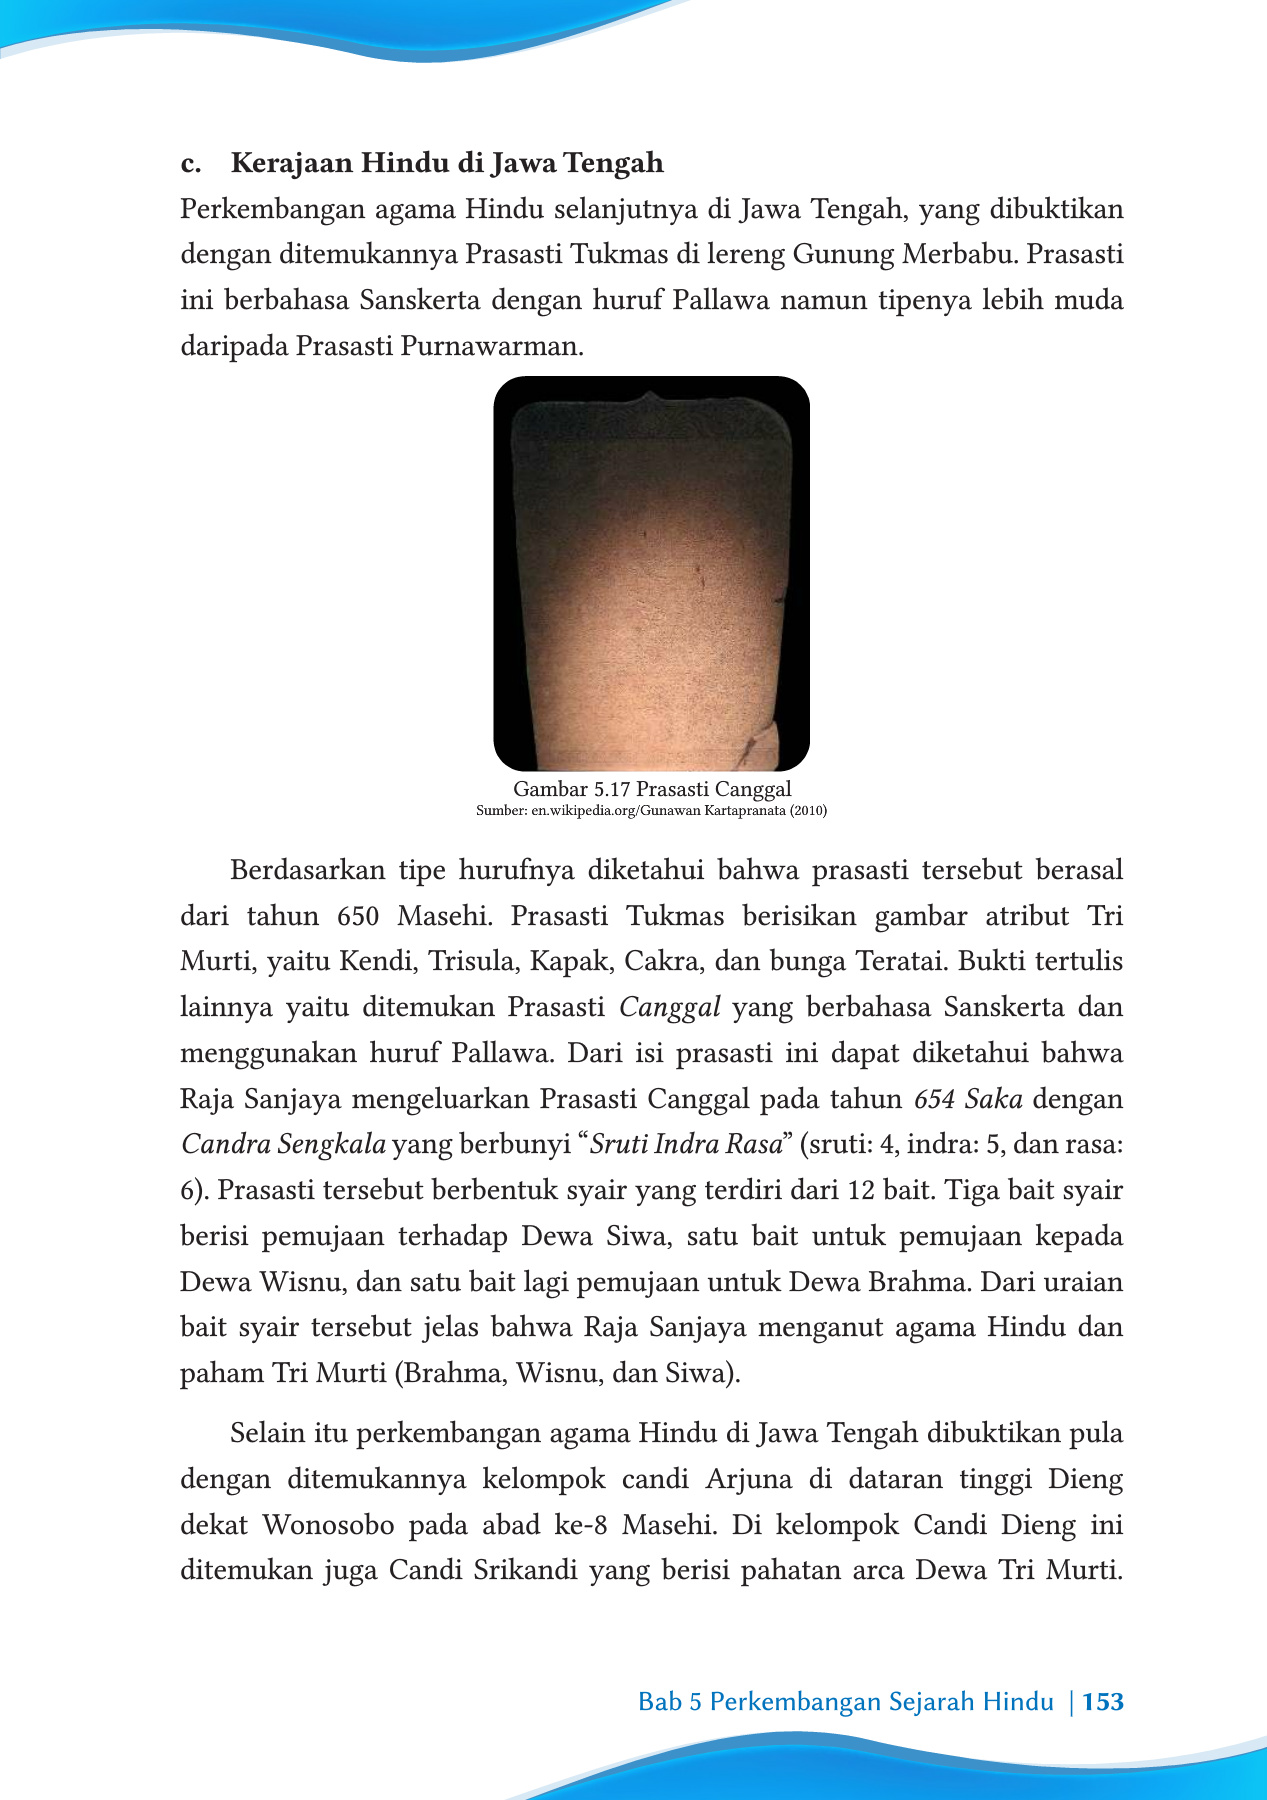 c. Kerajaan Hindu di Jawa Tengah
Perkembangan agama Hindu selanjutnya di Jawa Tengah, yang dibuktikan
dengan ditemukannya Prasasti Tukmas di lereng Gunung Merbabu. Prasasti
ini berbahasa Sanskerta dengan huruf Pallawa namun tipenya lebih muda
daripada Prasasti Purnawarman.
Gambar 5.17 Prasasti Canggal
Sumber: en.wikipedia.org/Gunawan Kartapranata (2010)
Berdasarkan tipe hurufnya diketahui bahwa prasasti tersebut berasal
dari tahun 650 Masehi. Prasasti Tukmas berisikan gambar atribut Tri
Murti, yaitu Kendi, Trisula, Kapak, Cakra, dan bunga Teratai. Bukti tertulis
lainnya yaitu ditemukan Prasasti Canggal yang berbahasa Sanskerta dan
menggunakan huruf Pallawa. Dari isi prasasti ini dapat diketahui bahwa
Raja Sanjaya mengeluarkan Prasasti Canggal pada tahun 654 Saka dengan
Candra Sengkala yang berbunyi “Sruti Indra Rasa” (sruti: 4, indra: 5, dan rasa:
6). Prasasti tersebut berbentuk syair yang terdiri dari 12 bait. Tiga bait syair
berisi pemujaan terhadap Dewa Siwa, satu bait untuk pemujaan kepada
Dewa Wisnu, dan satu bait lagi pemujaan untuk Dewa Brahma. Dari uraian
bait syair tersebut jelas bahwa Raja Sanjaya menganut agama Hindu dan
paham Tri Murti (Brahma, Wisnu, dan Siwa).
Selain itu perkembangan agama Hindu di Jawa Tengah dibuktikan pula
dengan ditemukannya kelompok candi Arjuna di dataran tinggi Dieng
dekat Wonosobo pada abad ke-8 Masehi. Di kelompok Candi Dieng ini
ditemukan juga Candi Srikandi yang berisi pahatan arca Dewa Tri Murti.
Bab 5 Perkembangan Sejarah Hindu | 153